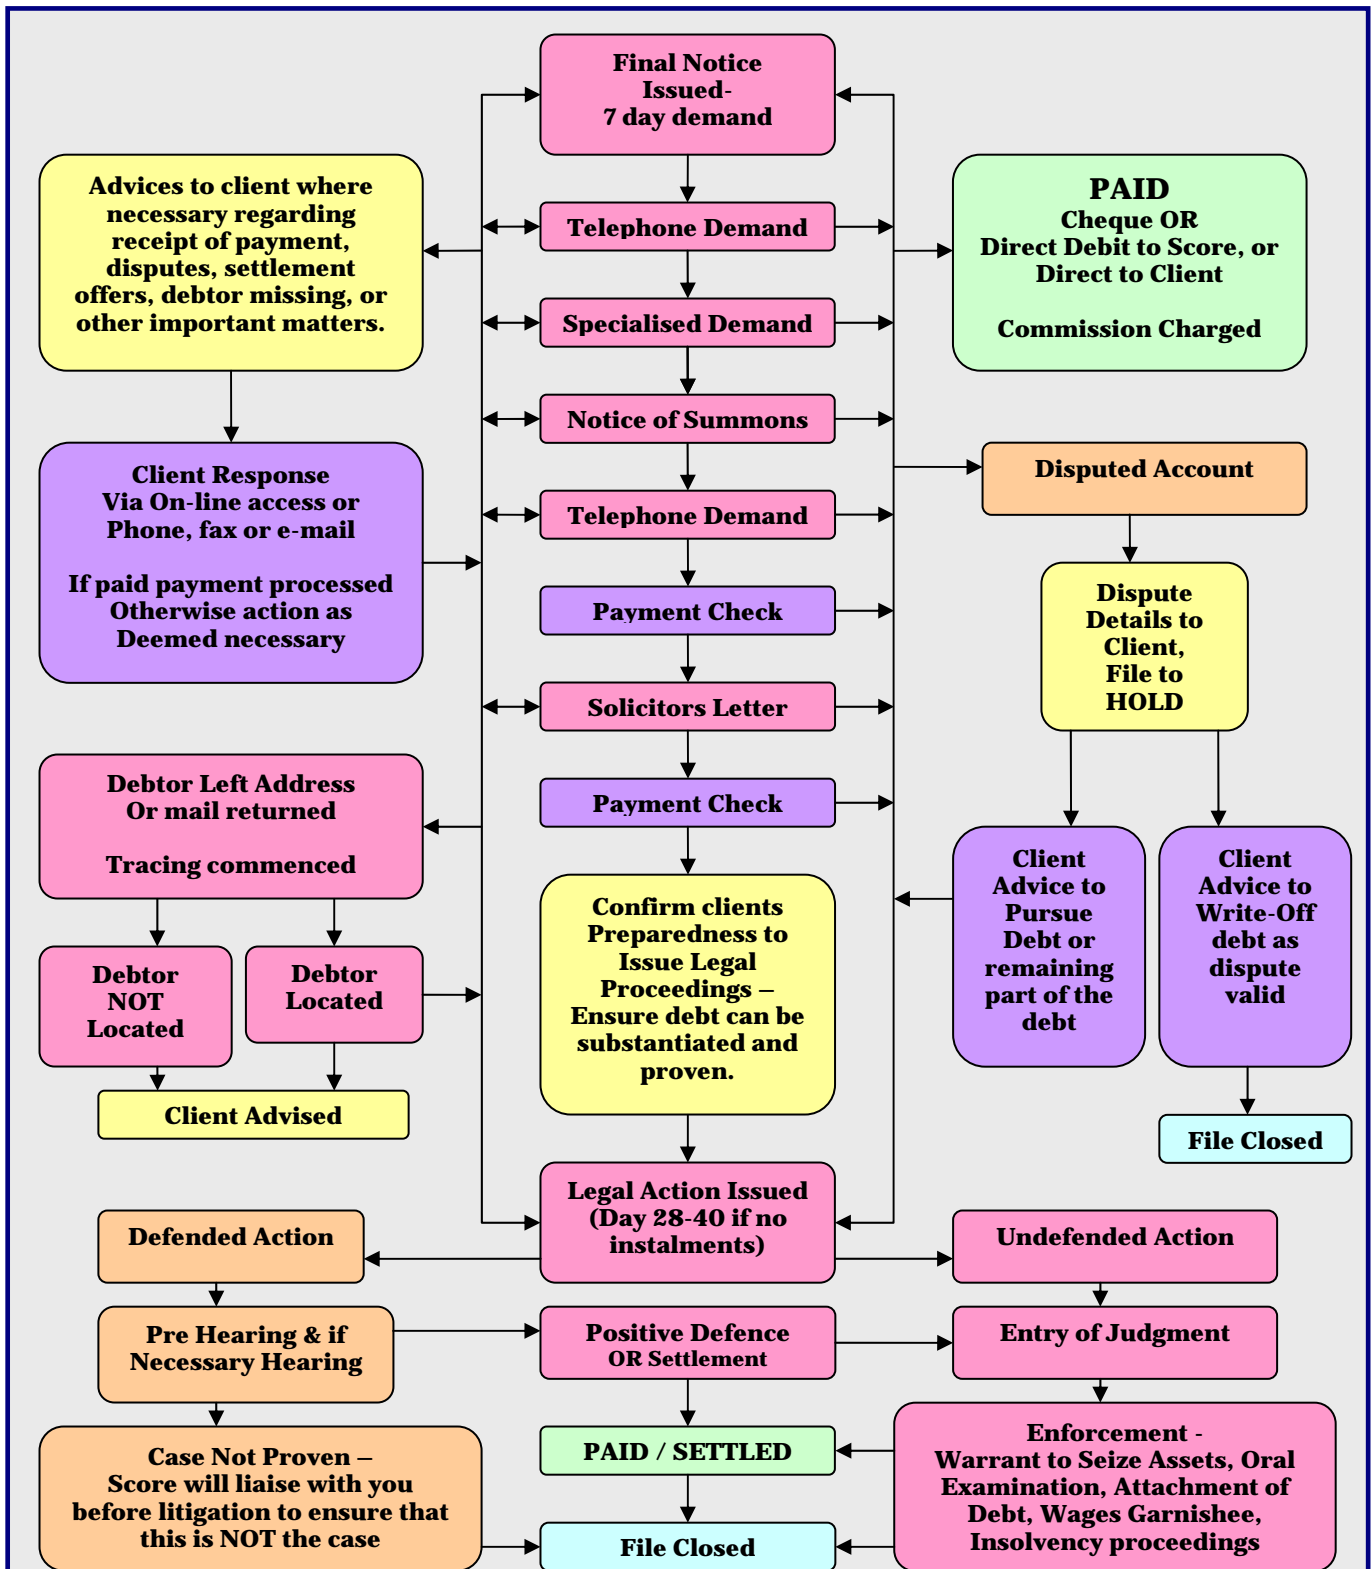 Final Notice
Issued-
7 day demand
Advices to client where
necessary regarding
receipt of payment,
disputes, settlement
offers, debtor missing, or
other important matters.
PAID
Cheque OR
Direct Debit to Score, or
Direct to Client
Commission Charged
Telephone Demand
Specialised Demand
Notice of Summons
Client Response
Via On-line access or
Phone, fax or e-mail
If paid payment processed
Otherwise action as
Deemed necessary
Disputed Account
Telephone Demand
Payment Check
Dispute
Details to
Client,
File to
HOLD
Solicitors Letter
Debtor Left Address
Or mail returned
Tracing commenced
Payment Check
Client
Advice to
Pursue
Debt or
remaining
part of the
debt
Client
Advice to
Write-Off
debt as
dispute
valid
Confirm clients
Preparedness to
Issue Legal
Proceedings –
Ensure debt can be
substantiated and
proven.
Debtor
NOT
Located
Debtor
Located
Client Advised
File Closed
Legal Action Issued
(Day 28-40 if no
instalments)
Defended Action
Undefended Action
Pre Hearing & if
Necessary Hearing
Positive Defence
OR Settlement
Entry of Judgment
Case Not Proven –
Score will liaise with you
before litigation to ensure that
this is NOT the case
PAID / SETTLED
Enforcement -
Warrant to Seize Assets, Oral
Examination, Attachment of
Debt, Wages Garnishee,
Insolvency proceedings
File Closed